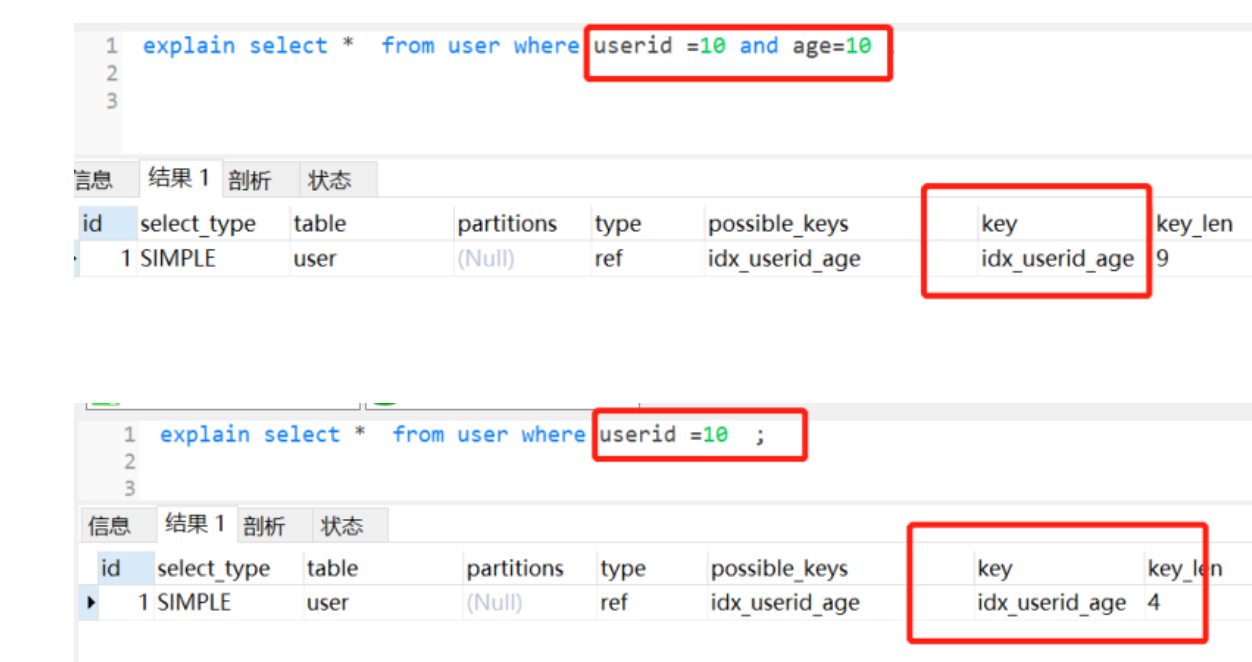 1 explain select * from user where userid =10 and age=10
2
3
信息 结果 1 剖析 状态
id select_type table partitions type possible_keys key key_len
1 SIMPLE user (Null) ref idx_userid_age idx_userid_age 9
1 explain select * from user where userid =10 ;
2
3
信息 结果 1 剖析 状态
id select_type table partitions type possible_keys key key_len
1 SIMPLE user (Null) ref idx_userid_age idx_userid_age 4